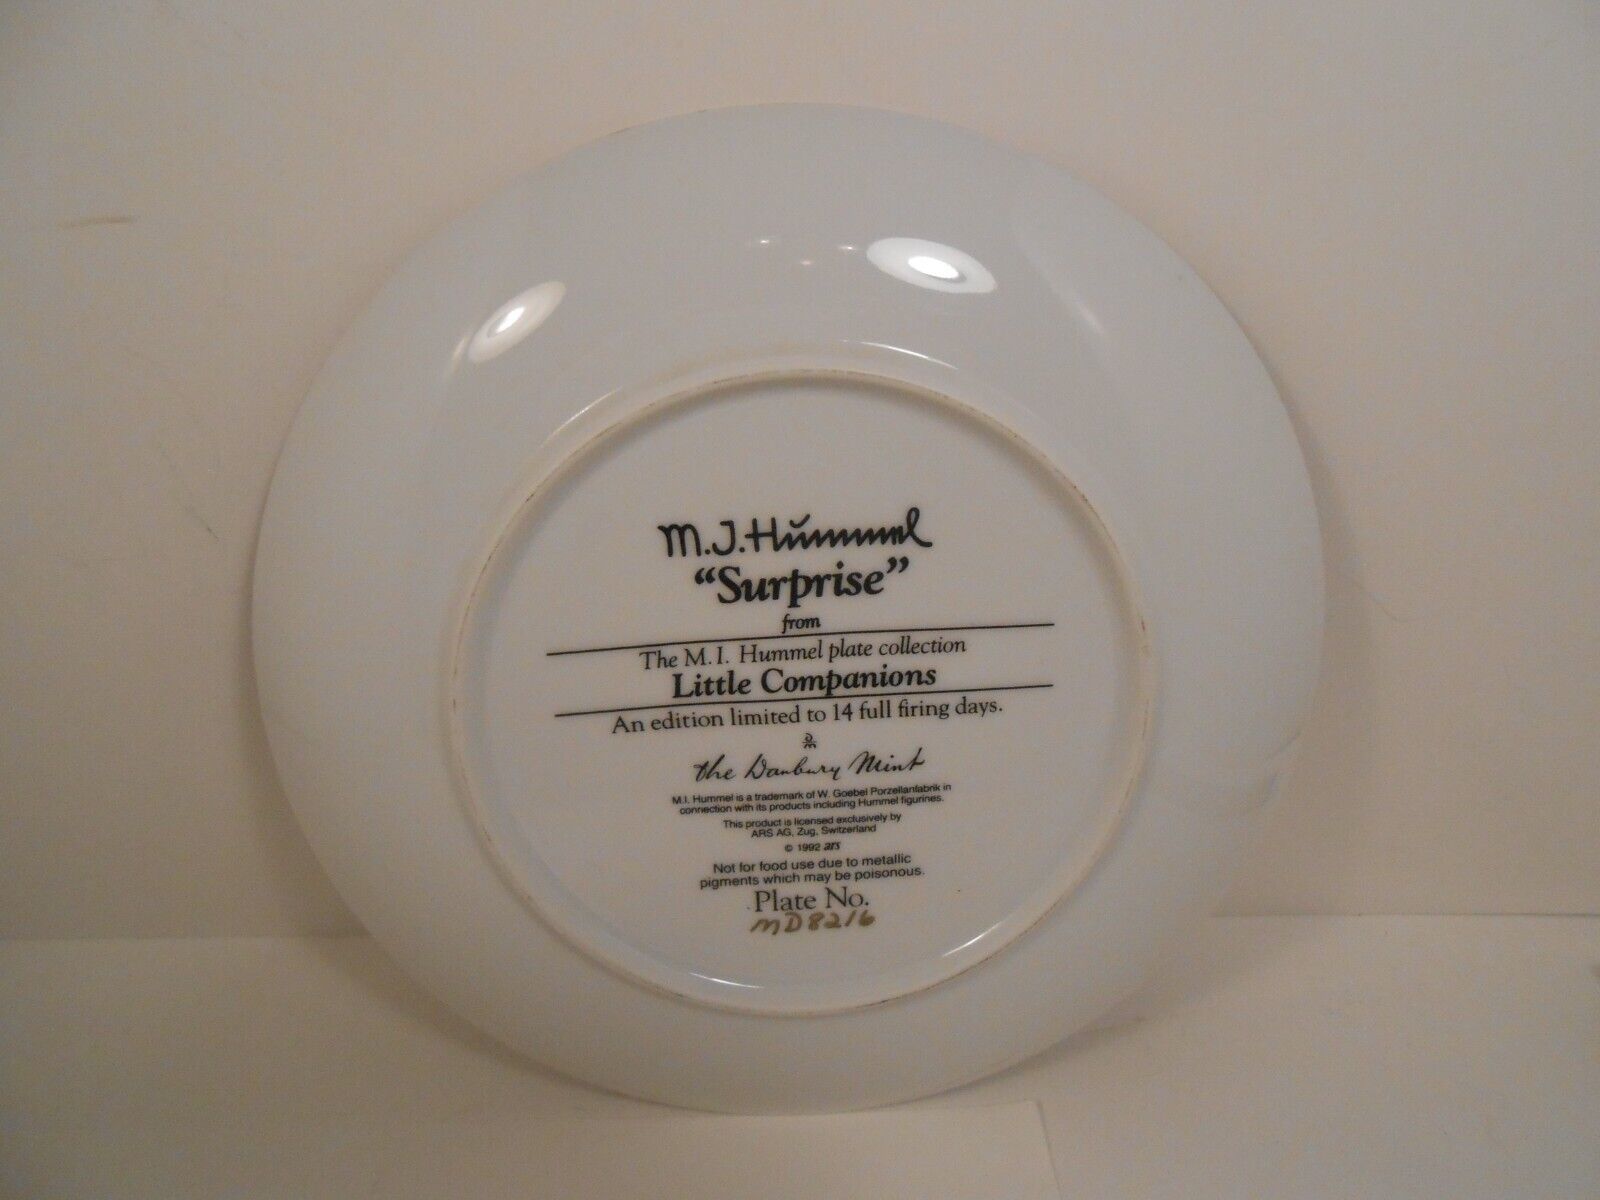 M.J.Hummel
“Surprise”
from
The M.I. Hummel plate collection
Little Companions
An edition limited to 14 full firing days.
the Danbury Mint
M.I. Hummel is a trademark of W. Goebel Porzellanfabrik in
connection with its products including Hummel figurines.
This product is licensed exclusively by
ARS AG, Zug, Switzerland
© 1992 ars
Not for food use due to metallic
pigments which may be poisonous.
Plate No.
MD8216